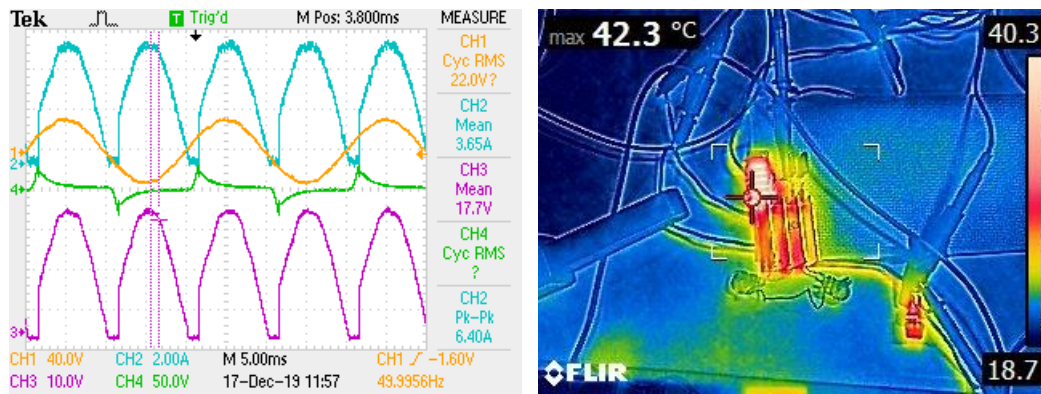 Tek T Trig'd M Pos: 3.800ms MEASURE
CH1
Cyc RMS
22.0V?
CH2
Mean
3.65A
CH3
Mean
17.7V
CH4
Cyc RMS
?
CH2
Pk-Pk
6.40A
1
2
4
3
CH1 40.0V CH2 2.00A M 5.00ms CH1 -1.60V
CH3 10.0V CH4 50.0V 17-Dec-19 11:57 49.9956Hz
max 42.3 °C
40.3
18.7
FLIR